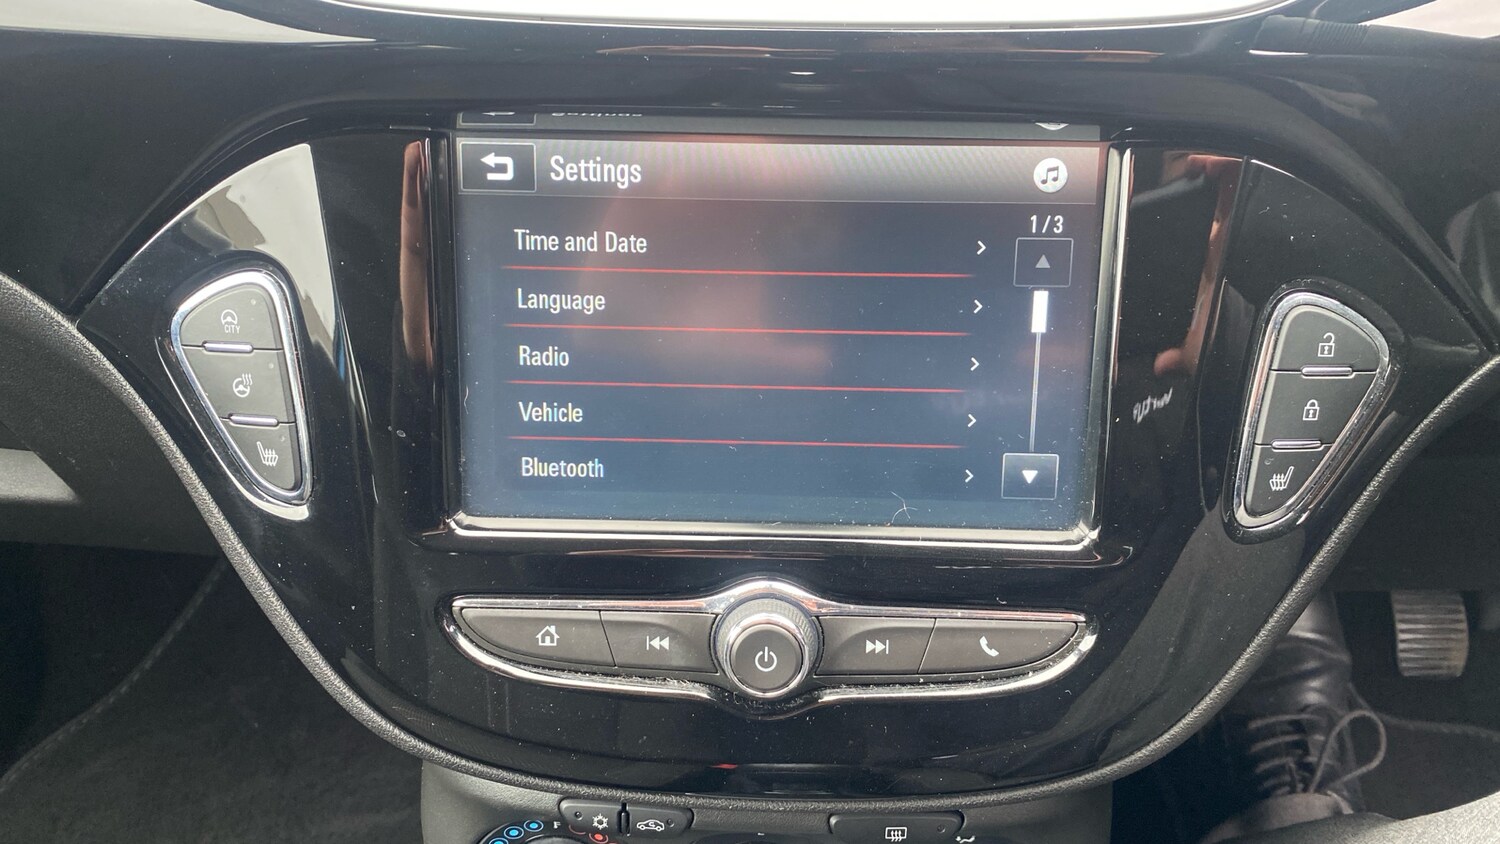 Settings
1/3
Time and Date
Language
Radio
Vehicle
Bluetooth
CITY
F